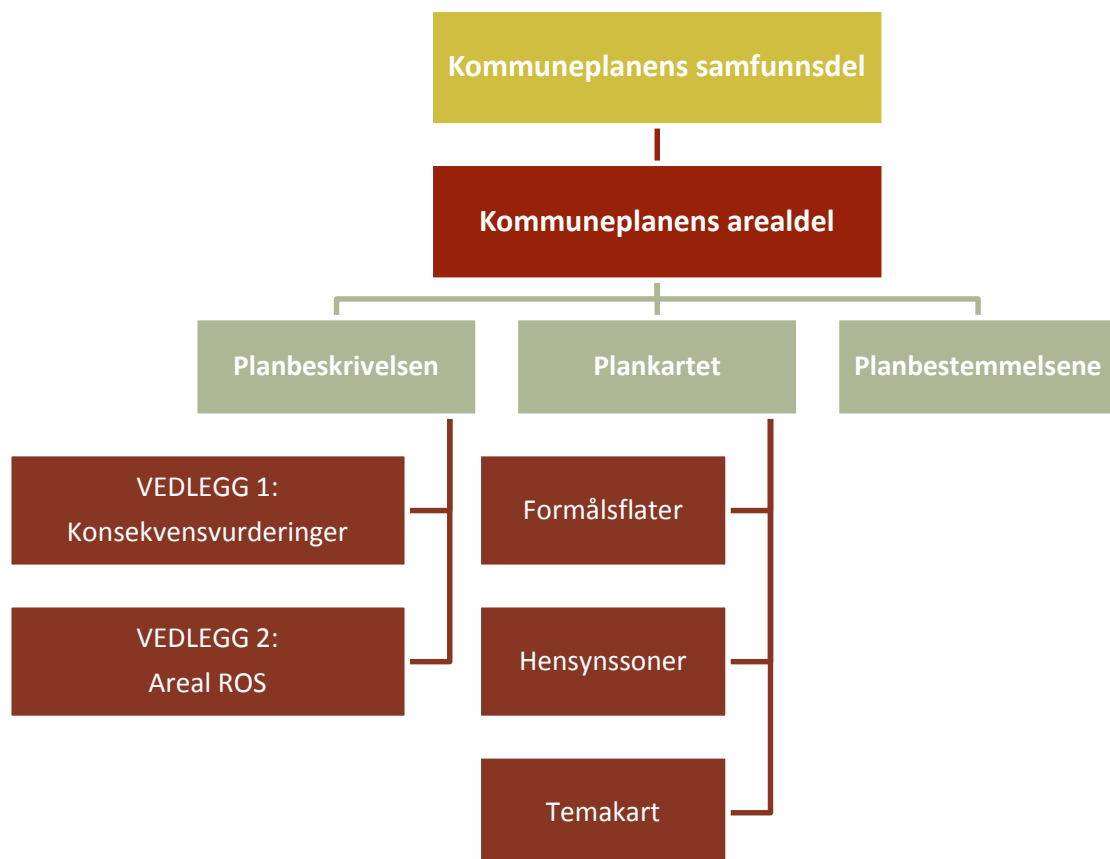 Kommuneplanens samfunnsdel
Kommuneplanens arealdel
Planbeskrivelsen
Plankartet
Planbestemmelsene
VEDLEGG 1:
Konsekvensvurderinger
VEDLEGG 2:
Areal ROS
Formålsflater
Hensynssoner
Temakart